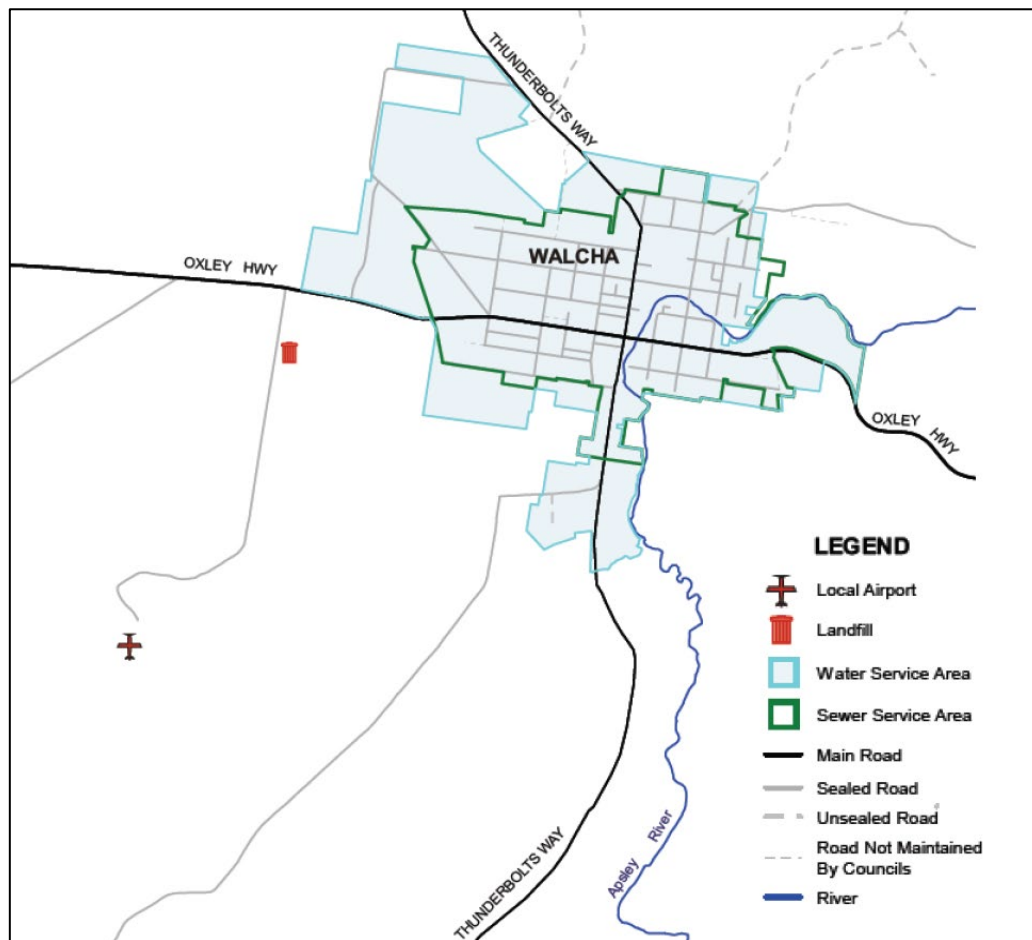 THUNDERBOLTS WAY
WALCHA
OXLEY HWY
OXLEY HWY
LEGEND
Local Airport
Landfill
Water Service Area
Sewer Service Area
Main Road
Sealed Road
Unsealed Road
Road Not Maintained
By Councils
River
THUNDERBOLTS WAY
Apsley River